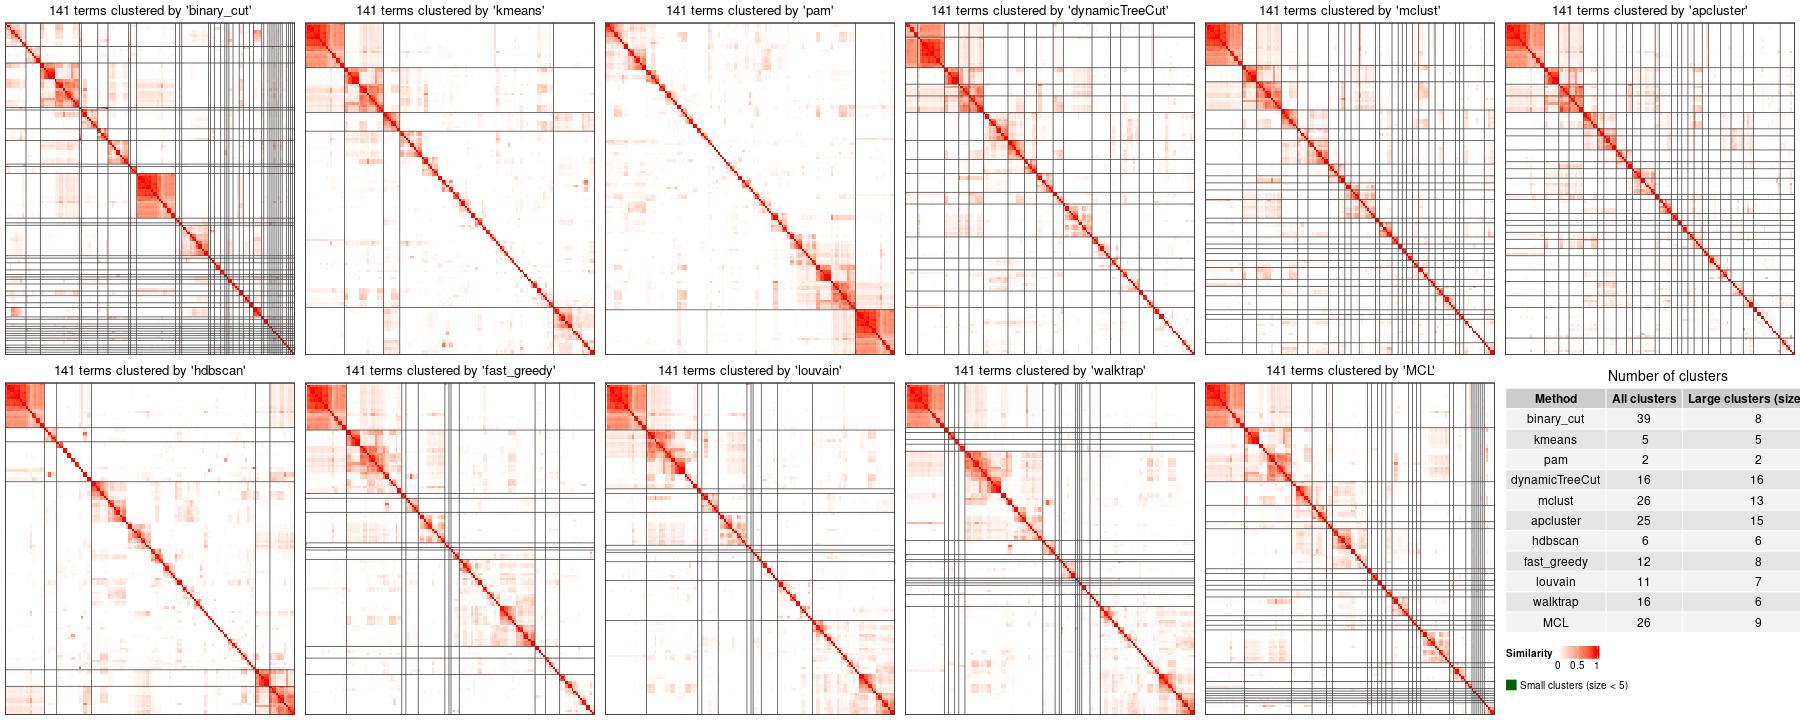 141 terms clustered by 'binary_cut'
141 terms clustered by 'kmeans'
141 terms clustered by 'pam'
141 terms clustered by 'dynamicTreeCut'
141 terms clustered by 'mclust'
141 terms clustered by 'apcluster'
141 terms clustered by 'hdbscan'
141 terms clustered by 'fast_greedy'
141 terms clustered by 'louvain'
141 terms clustered by 'walktrap'
141 terms clustered by 'MCL'
Number of clusters
Method All clusters Large clusters (size
binary_cut 39 8
kmeans 5 5
pam 2 2
dynamicTreeCut 16 16
mclust 26 13
apcluster 25 15
hdbscan 6 6
fast_greedy 12 8
louvain 11 7
walktrap 16 6
MCL 26 9
Similarity
0 0.5 1
Small clusters (size < 5)